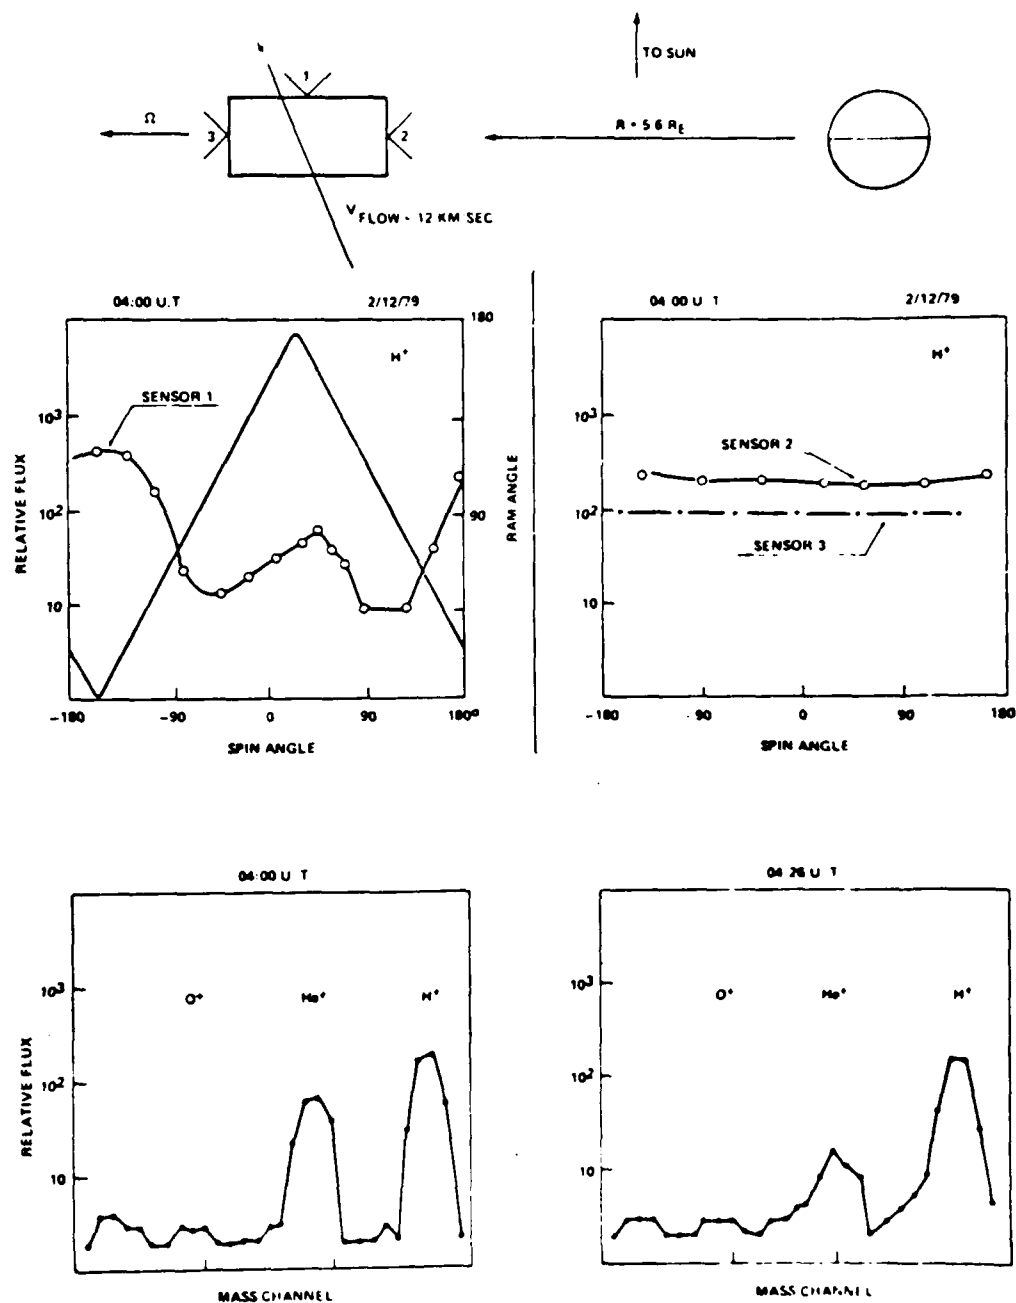 TO SUN
1
Ω
3
2
R = 5.6 RE
V FLOW - 12 KM SEC
04:00 U.T
2/12/79
180
H+
SENSOR 1
10³
10²
10
RELATIVE FLUX
90
RAM ANGLE
-180
-90
0
90
180°
SPIN ANGLE
04 00 U T
2/12/79
H+
10³
SENSOR 2
10²
SENSOR 3
10
-180
90
0
90
180
SPIN ANGLE
04:00 U T
10³
O+
He+
H+
RELATIVE FLUX
10²
10
MASS CHANNEL
04 26 U T
10³
O+
He+
H+
10²
10
MASS CHANNEL